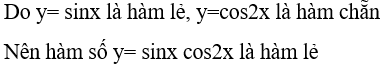 Do y= sinx là hàm lẻ, y=cos2x là hàm chẵn
Nên hàm số y= sinx cos2x là hàm lẻ